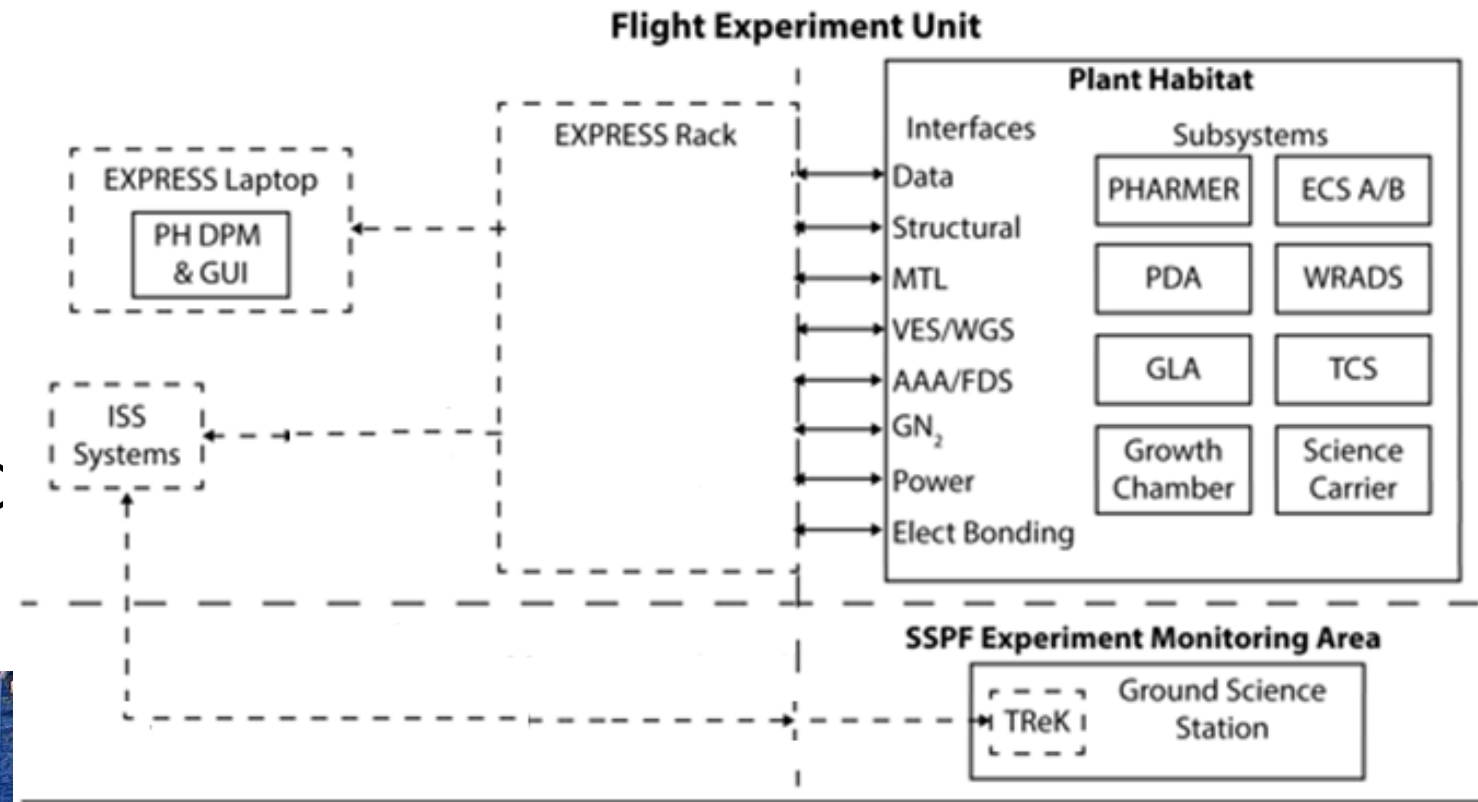 Flight Experiment Unit
Plant Habitat
EXPRESS Rack
EXPRESS Laptop
PH DPM
& GUI
ISS
Systems
Interfaces
Data
Structural
MTL
VES/WGS
AAA/FDS
GN₂
Power
Elect Bonding
Subsystems
PHARMER
ECS A/B
PDA
WRADS
GLA
TCS
Growth
Chamber
Science
Carrier
SSPF Experiment Monitoring Area
TReK
Ground Science
Station